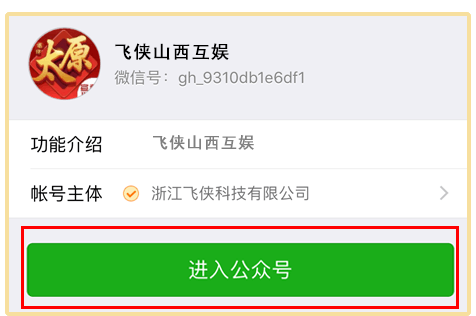 太原
飞侠山西互娱
微信号：gh_9310db1e6df1
功能介绍 飞侠山西互娱
帐号主体 浙江飞侠科技有限公司
进入公众号